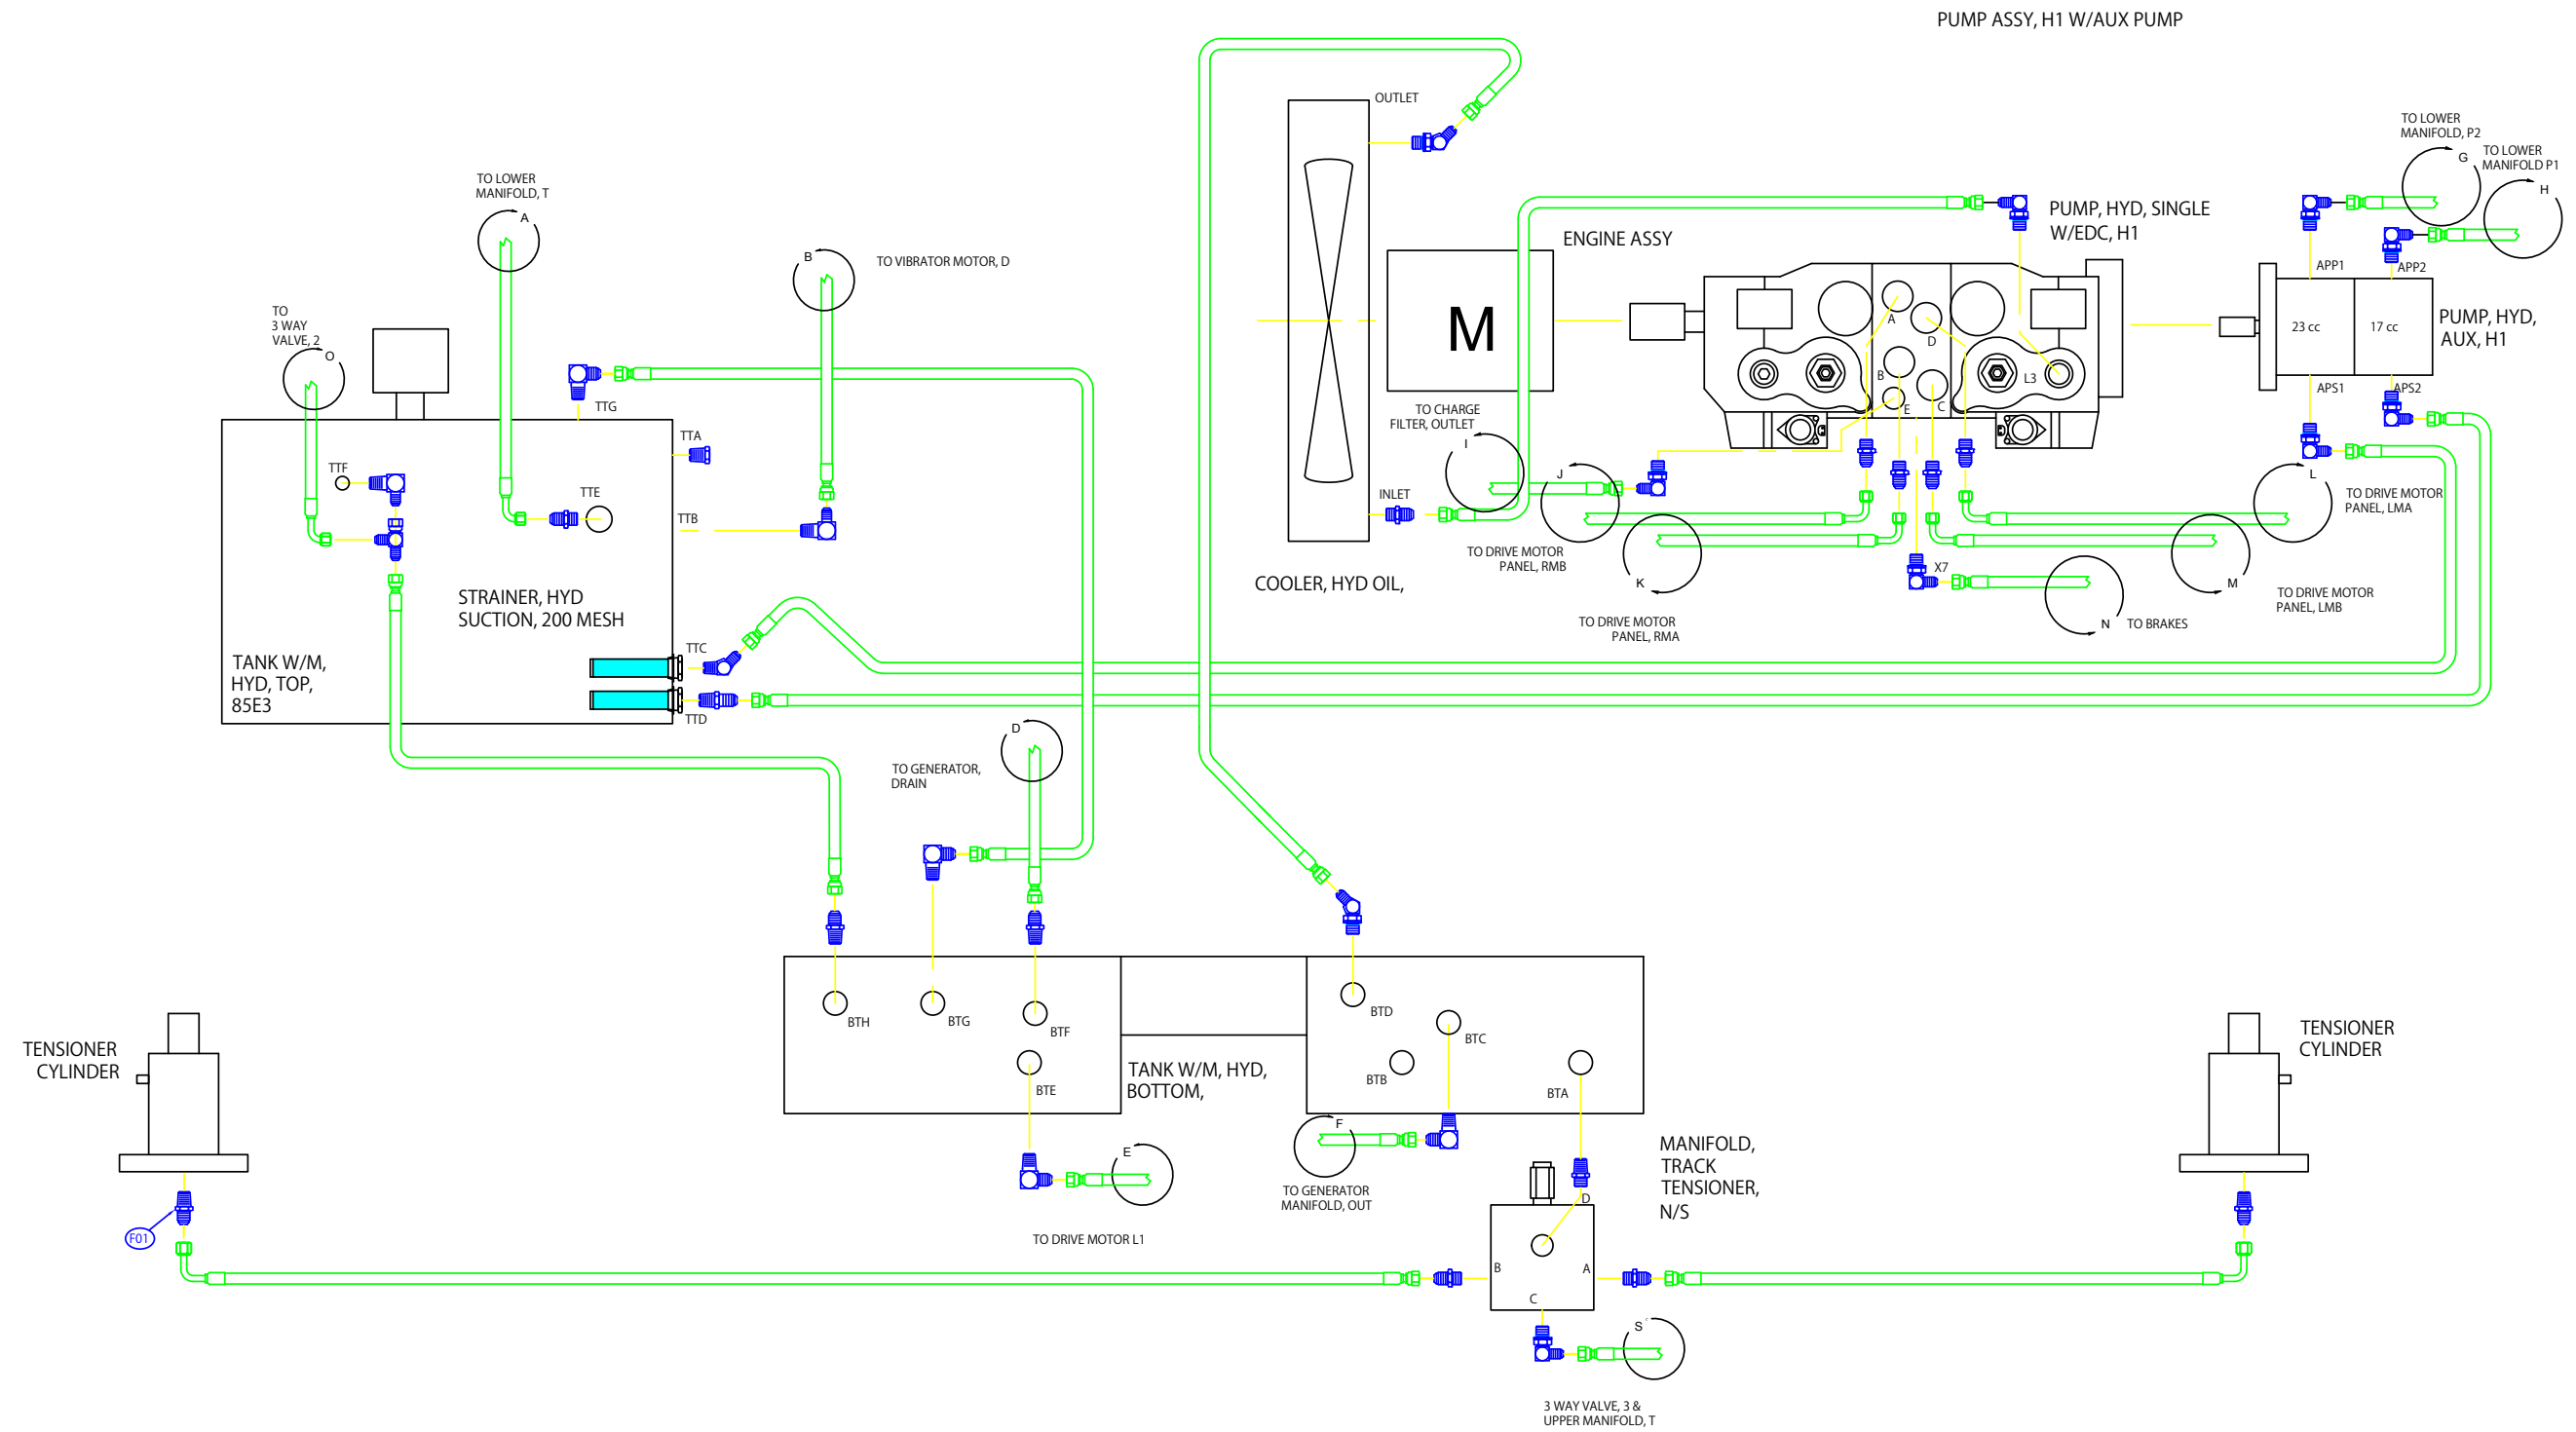 PUMP ASSY, H1 W/AUX PUMP
OUTLET
TO LOWER
MANIFOLD, P2
G
TO LOWER
MANIFOLD P1
H
TO LOWER
MANIFOLD, T
A
B
TO VIBRATOR MOTOR, D
ENGINE ASSY
M
PUMP, HYD, SINGLE
W/EDC, H1
APP1
APP2
23 cc
17 cc
PUMP, HYD,
AUX, H1
APS1
APS2
TO
3 WAY
VALVE, 2
O
TTG
TTA
TTF
TTE
TTB
A
D
B
E
C
L3
TO CHARGE
FILTER, OUTLET
I
J
INLET
K
L
TO DRIVE MOTOR
PANEL, LMA
TO DRIVE MOTOR
PANEL, RMB
X7
M
TO DRIVE MOTOR
PANEL, LMB
COOLER, HYD OIL,
TO DRIVE MOTOR
PANEL, RMA
N
TO BRAKES
STRAINER, HYD
SUCTION, 200 MESH
TTC
TANK W/M,
HYD, TOP,
85E3
TTD
D
TO GENERATOR,
DRAIN
BTH
BTG
BTF
BTE
BTD
BTC
BTB
BTA
TENSIONER
CYLINDER
TANK W/M, HYD,
BOTTOM,
TENSIONER
CYLINDER
E
F
TO GENERATOR
MANIFOLD, OUT
MANIFOLD,
TRACK
TENSIONER,
N/S
D
F01
TO DRIVE MOTOR L1
B
A
C
S
3 WAY VALVE, 3 &
UPPER MANIFOLD, T